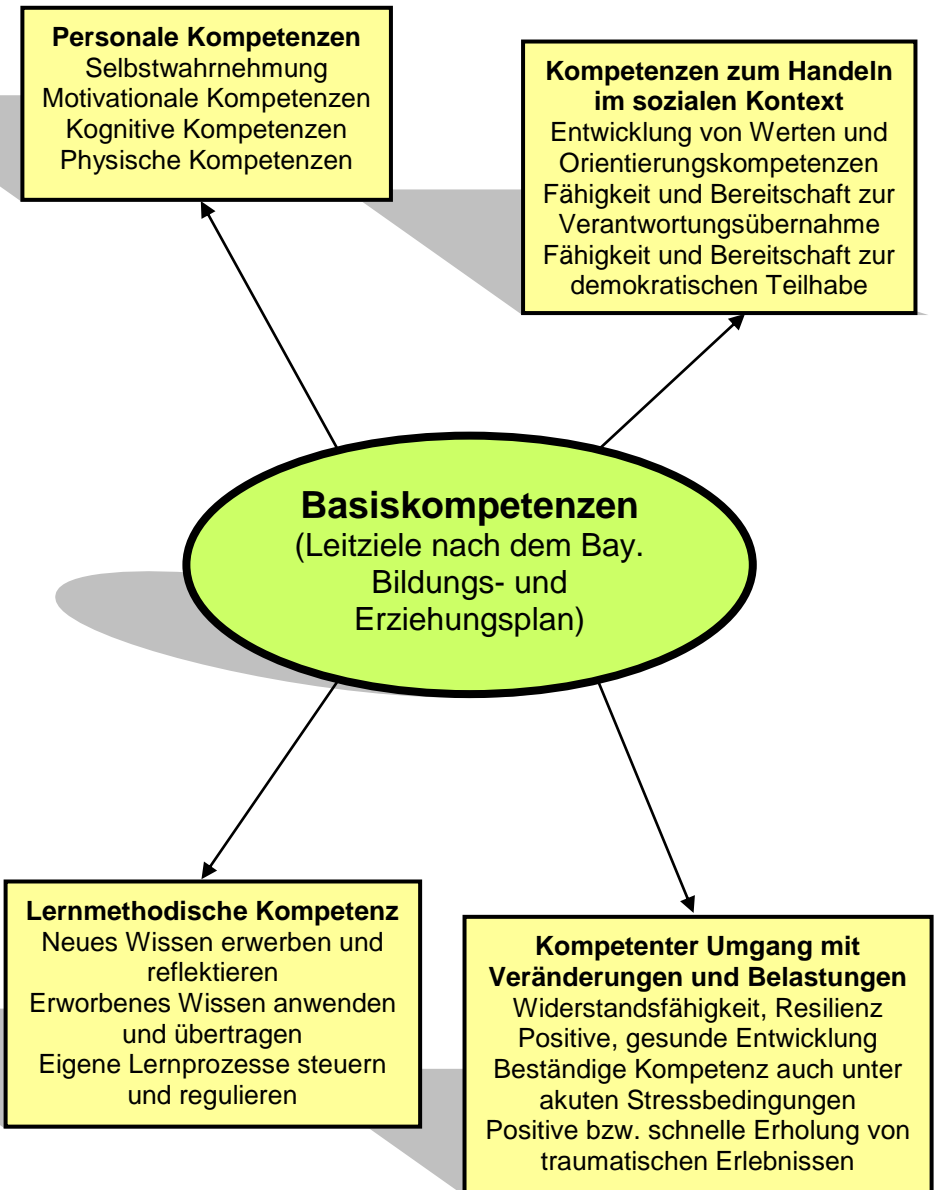 Personale Kompetenzen
Selbstwahrnehmung
Motivationale Kompetenzen
Kognitive Kompetenzen
Physische Kompetenzen
Kompetenzen zum Handeln
im sozialen Kontext
Entwicklung von Werten und
Orientierungskompetenzen
Fähigkeit und Bereitschaft zur
Verantwortungsübernahme
Fähigkeit und Bereitschaft zur
demokratischen Teilhabe
Basiskompetenzen
(Leitziele nach dem Bay.
Bildungs- und
Erziehungsplan)
Lernmethodische Kompetenz
Neues Wissen erwerben und
reflektieren
Erworbenes Wissen anwenden
und übertragen
Eigene Lernprozesse steuern
und regulieren
Kompetenter Umgang mit
Veränderungen und Belastungen
Widerstandsfähigkeit, Resilienz
Positive, gesunde Entwicklung
Beständige Kompetenz auch unter
akuten Stressbedingungen
Positive bzw. schnelle Erholung von
traumatischen Erlebnissen